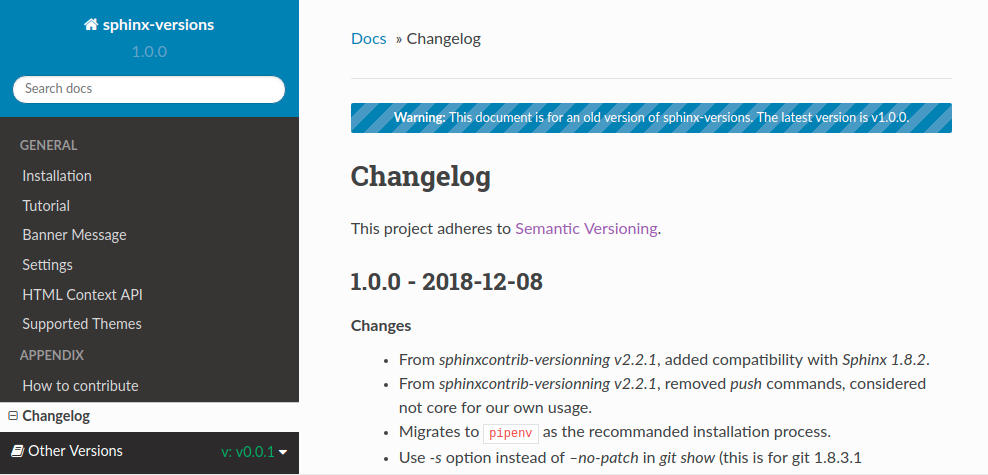 sphinx-versions
1.0.0
Search docs
GENERAL
Installation
Tutorial
Banner Message
Settings
HTML Context API
Supported Themes
APPENDIX
How to contribute
Changelog
Other Versions
v: v0.0.1
Docs » Changelog
Warning: This document is for an old version of sphinx-versions. The latest version is v1.0.0.
Changelog
This project adheres to Semantic Versioning.
1.0.0 - 2018-12-08
Changes
• From sphinxcontrib-versionning v2.2.1, added compatibility with Sphinx 1.8.2.
• From sphinxcontrib-versionning v2.2.1, removed push commands, considered
not core for our own usage.
• Migrates to pipenv as the recommanded installation process.
• Use -s option instead of –no-patch in git show (this is for git 1.8.3.1